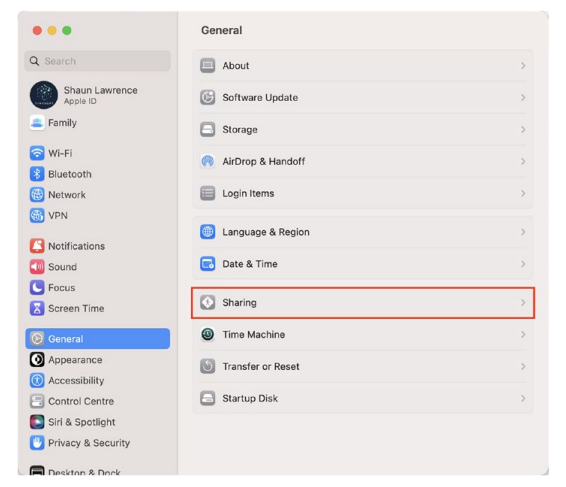 General
Search
Shaun Lawrence
Apple ID
Family
Wi-Fi
Bluetooth
Network
VPN
Notifications
Sound
Focus
Screen Time
General
Appearance
Accessibility
Control Centre
Siri & Spotlight
Privacy & Security
Desktop & Dock
About
Software Update
Storage
AirDrop & Handoff
Login Items
Language & Region
Date & Time
Sharing
Time Machine
Transfer or Reset
Startup Disk